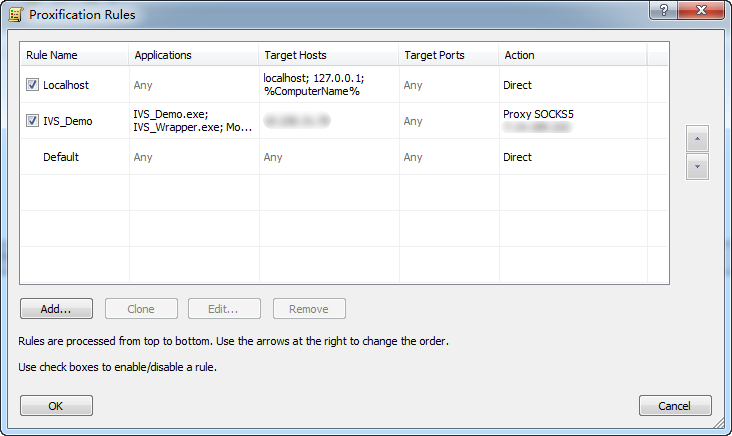 Proxification Rules
Rule Name Applications Target Hosts Target Ports Action
Localhost Any localhost; 127.0.0.1; %ComputerName% Any Direct
IVS_Demo IVS_Demo.exe; IVS_Wrapper.exe; Mo... Any Proxy SOCKS5
Default Any Any Any Direct
Add... Clone Edit... Remove
Rules are processed from top to bottom. Use the arrows at the right to change the order.
Use check boxes to enable/disable a rule.
OK Cancel